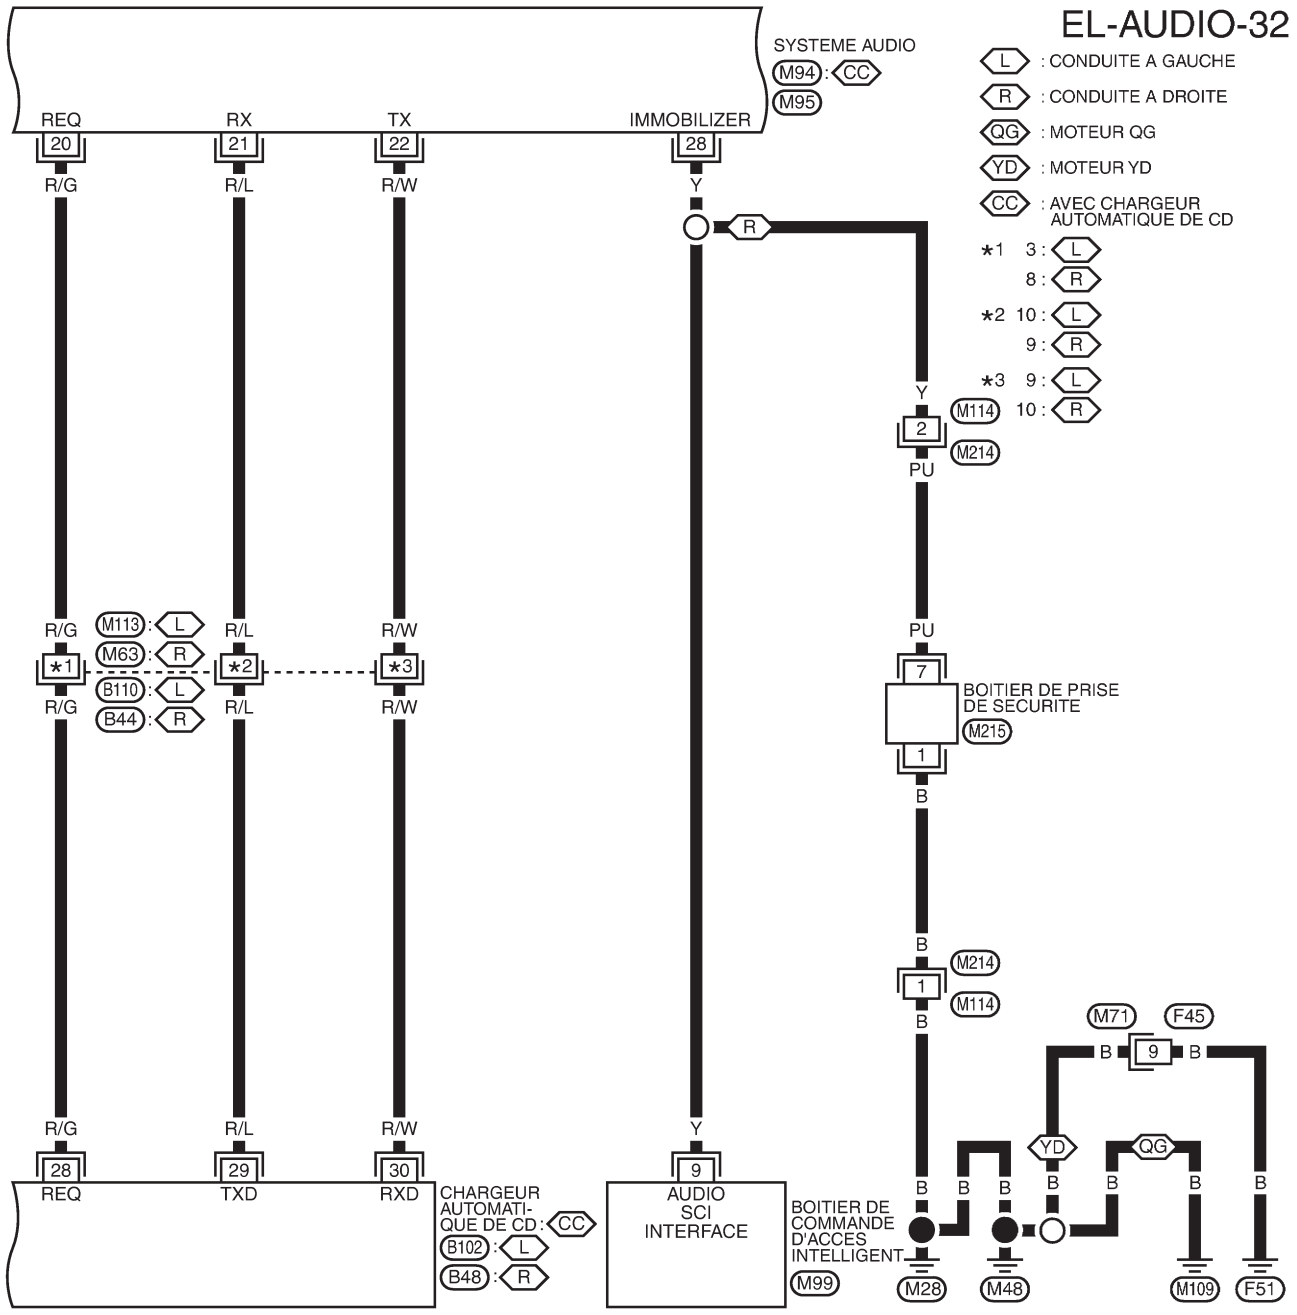 EL-AUDIO-32
SYSTEME AUDIO
M94 : CC
M95
L : CONDUITE A GAUCHE
R : CONDUITE A DROITE
QG : MOTEUR QG
YD : MOTEUR YD
CC : AVEC CHARGEUR
AUTOMATIQUE DE CD
*1 3 : L
8 : R
*2 10 : L
9 : R
*3 9 : L
10 : R
REQ RX TX IMMOBILIZER
20 21 22 28
R/G R/L R/W Y
R
Y
M114
2
M214
PU
R/G M113 : L R/L R/W PU
M63 : R
*1 *2 *3 7
B110 : L
R/G B44 : R R/L R/W
BOITIER DE PRISE
DE SECURITE
M215
1
B
B
M214
1
M114
B
M71 F45
B 9 B
R/G R/L R/W Y
YD QG
28 29 30 9
REQ TXD RXD
B B B B B B B
AUDIO
SCI
INTERFACE
CHARGEUR
AUTOMATI-
QUE DE CD : CC
B102 : L
B48 : R
BOITIER DE
COMMANDE
D'ACCES
INTELLIGENT
M99
M28 M48 M109 F51